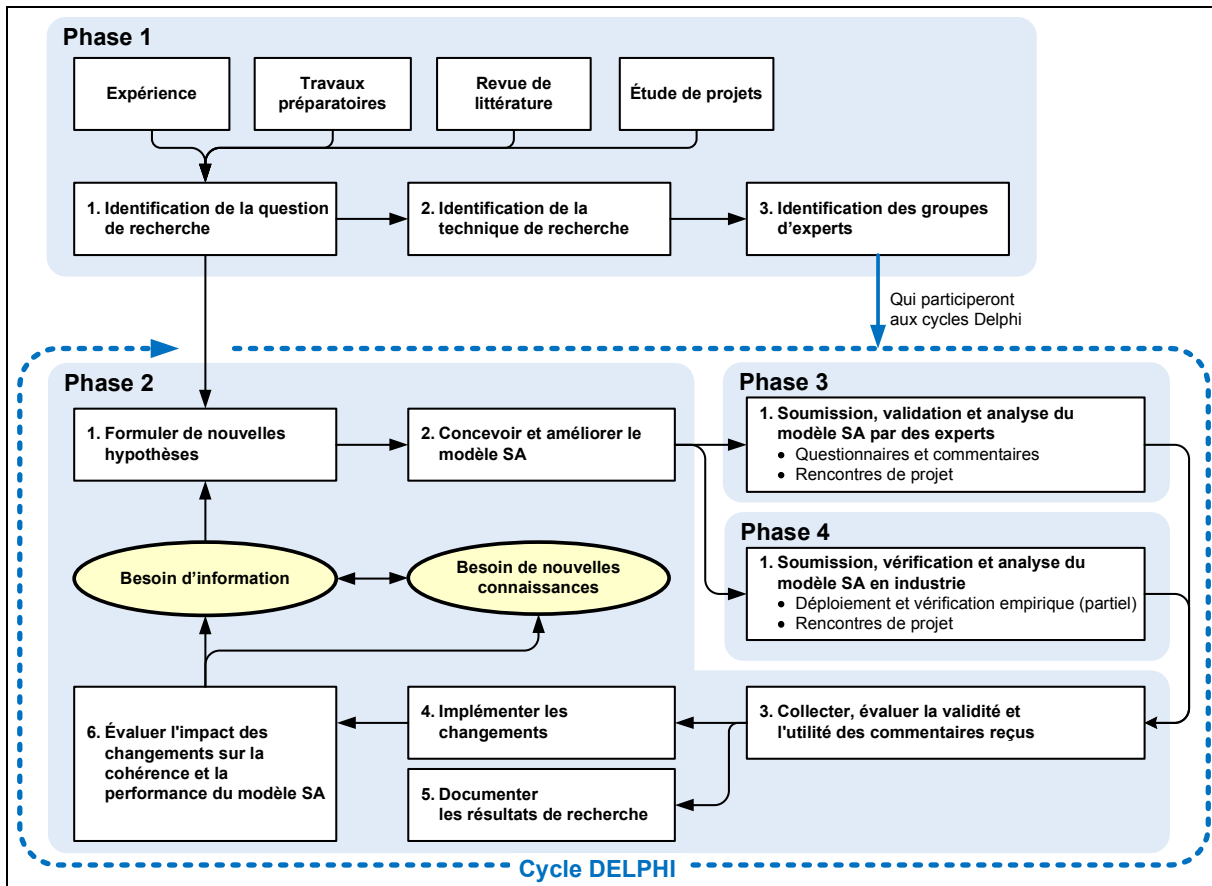 Phase 1
Expérience
Travaux
préparatoires
Revue de
littérature
Étude de projets
1. Identification de la question
de recherche
2. Identification de la
technique de recherche
3. Identification des groupes
d'experts
Qui participeront
aux cycles Delphi
Phase 2
1. Formuler de nouvelles
hypothèses
2. Concevoir et améliorer le
modèle SA
Phase 3
1. Soumission, validation et analyse du
modèle SA par des experts
• Questionnaires et commentaires
• Rencontres de projet
Phase 4
1. Soumission, vérification et analyse du
modèle SA en industrie
• Déploiement et vérification empirique (partiel)
• Rencontres de projet
Besoin d'information
Besoin de nouvelles
connaissances
6. Évaluer l'impact des
changements sur la
cohérence et la
performance du modèle SA
4. Implémenter les
changements
3. Collecter, évaluer la validité et
l'utilité des commentaires reçus
5. Documenter
les résultats de recherche
Cycle DELPHI